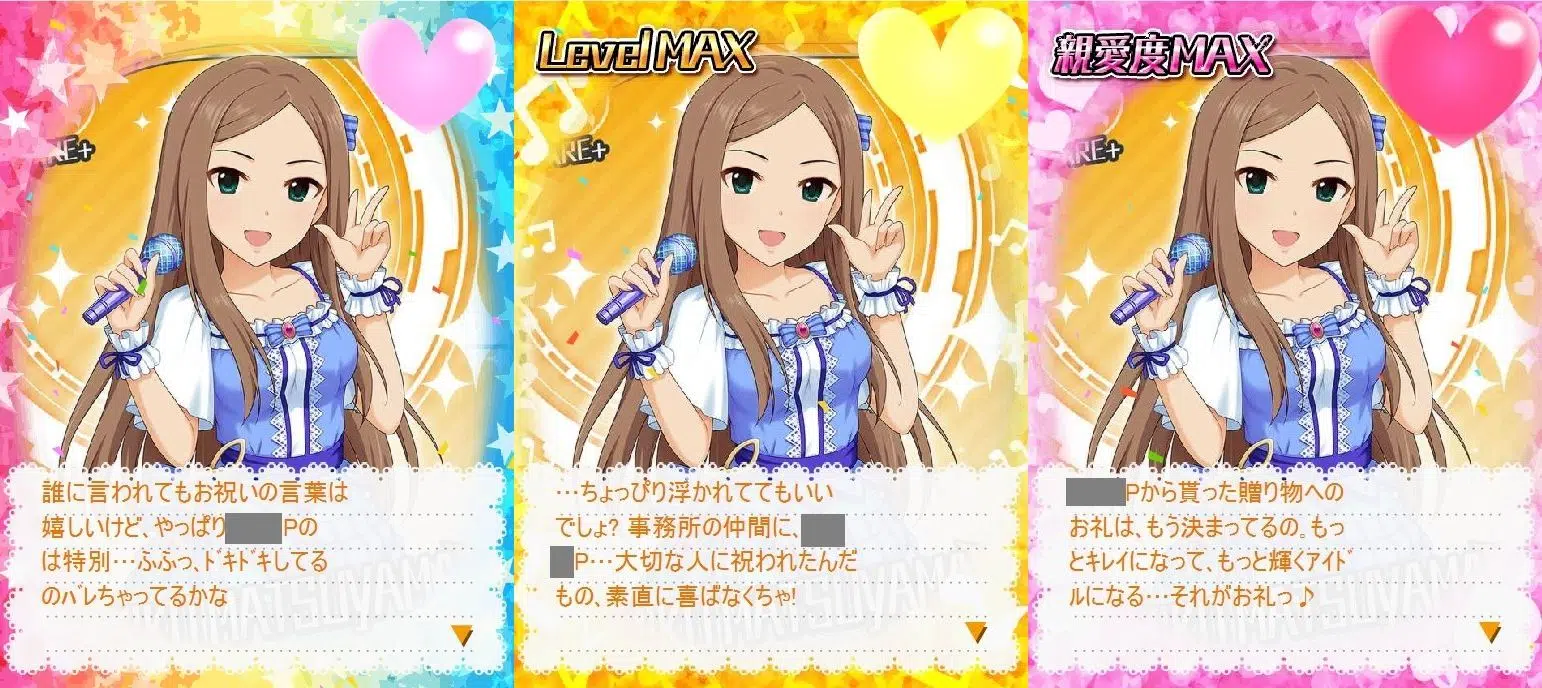 誰に言われてもお祝いの言葉は
嬉しいけど、やっぱりPの
は特別…ふふっ、ﾄﾞｷﾄﾞｷしてる
のﾊﾞﾚちゃってるかな
Level MAX
…ちょっぴり浮かれててもいい
でしょ? 事務所の仲間に、
P…大切な人に祝われたんだ
もの、素直に喜ばなくちゃ!
親愛度MAX
Pから貰った贈り物への
お礼は、もう決まってるの。もっ
とｷﾚｲになって、もっと輝くｱｲﾄﾞ
ﾙになる…それがお礼っ♪